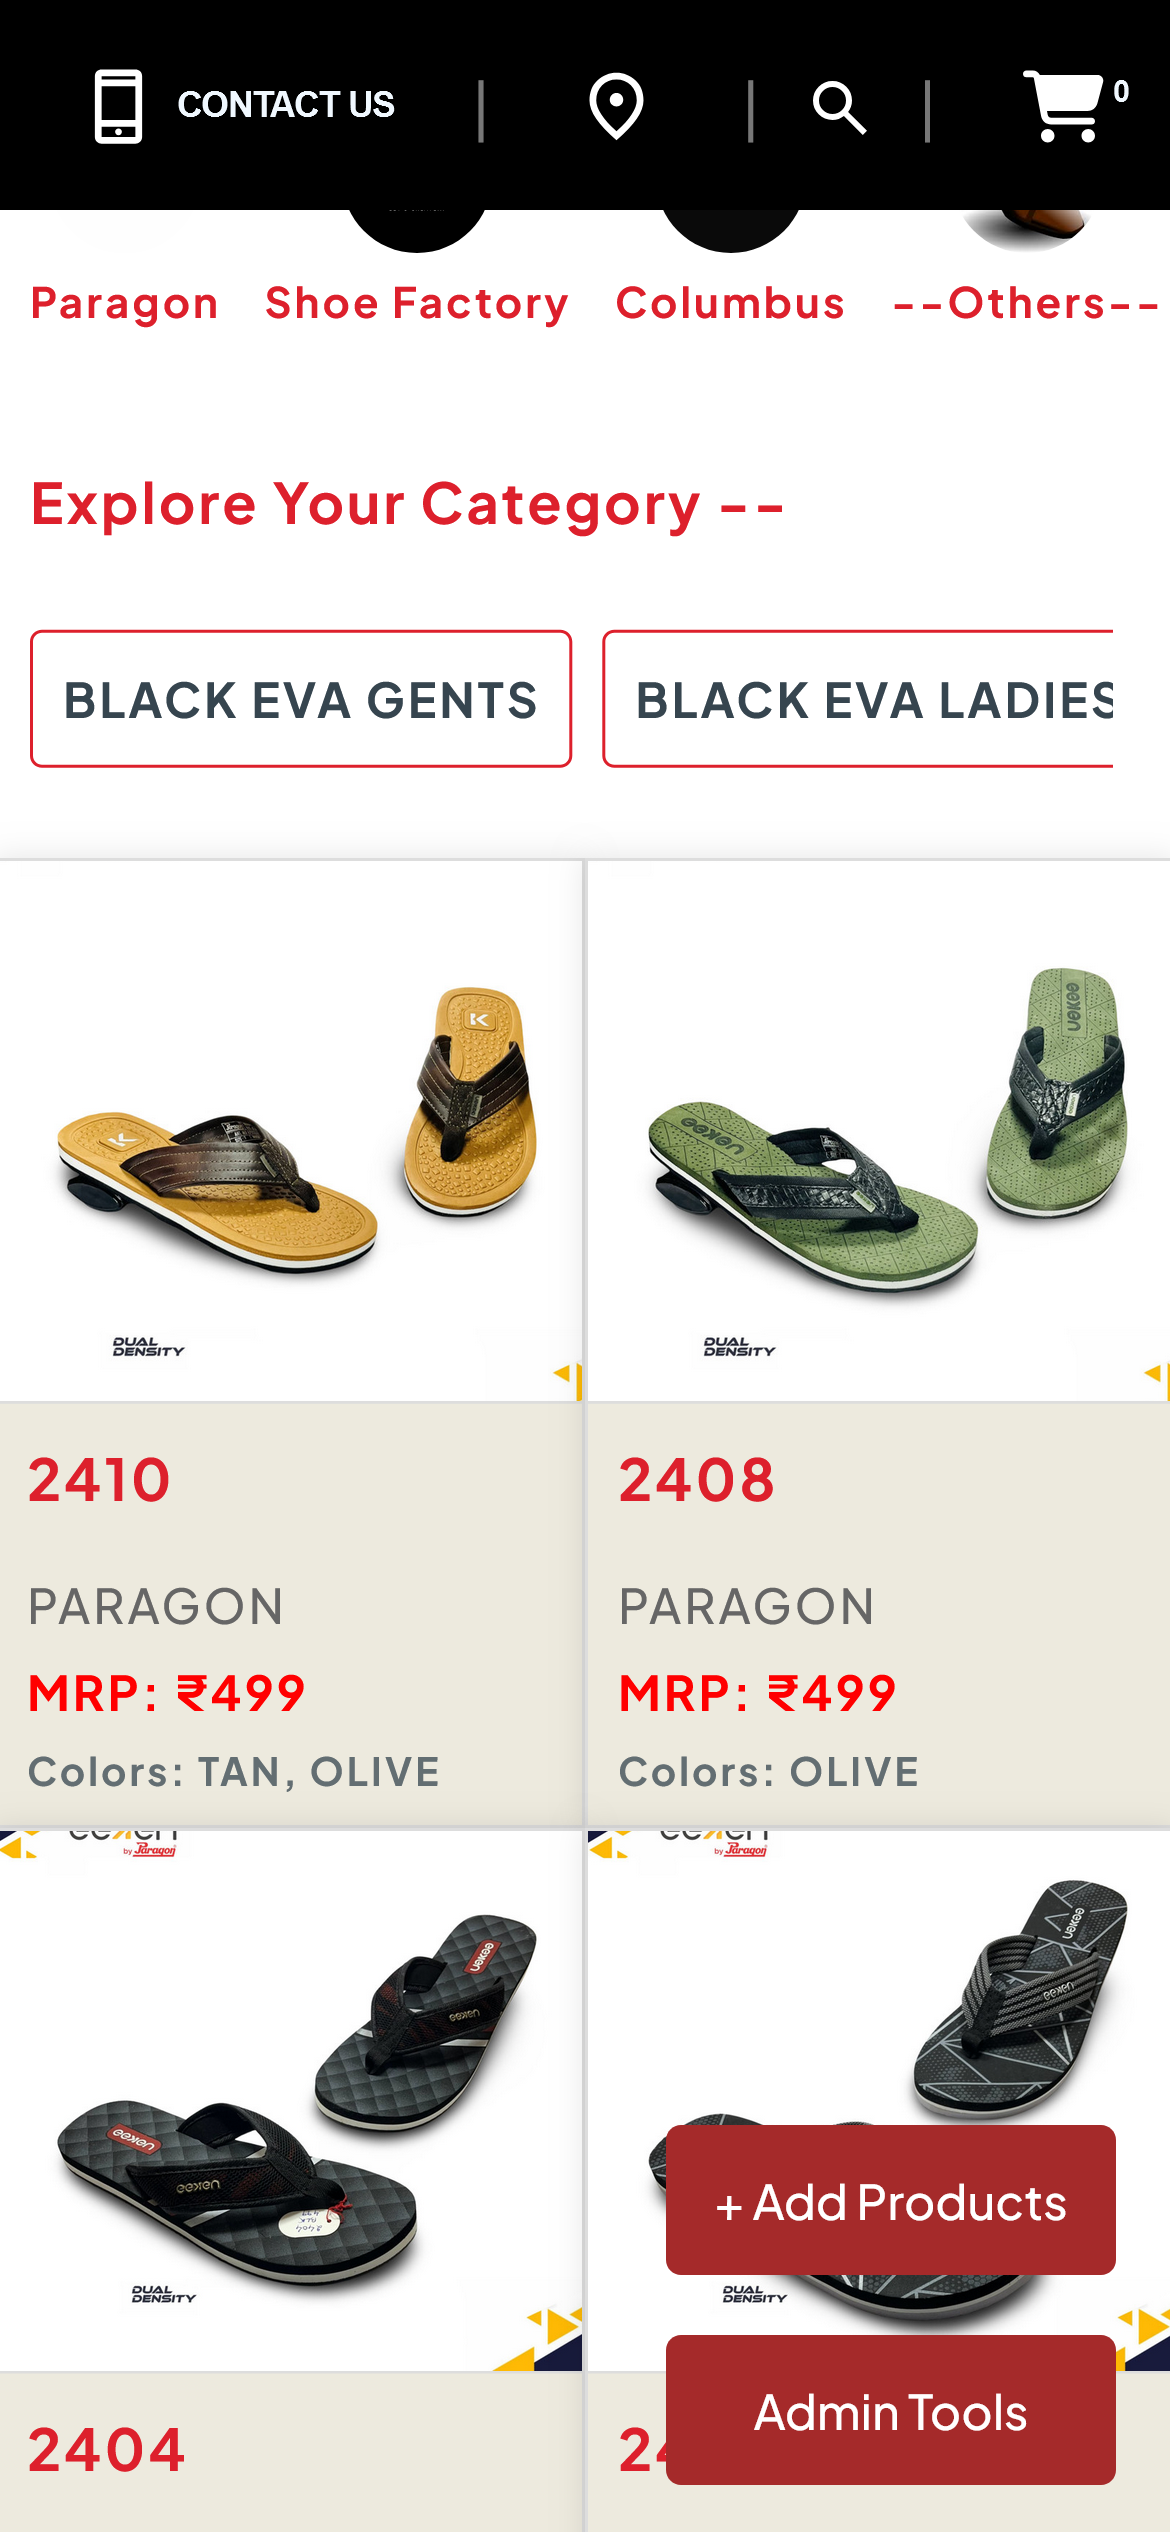 CONTACT US
0
Paragon
Shoe Factory
Columbus
--Others--
Explore Your Category --
BLACK EVA GENTS
BLACK EVA LADIES
DUAL
DENSITY
DUAL
DENSITY
2410
2408
PARAGON
PARAGON
MRP: ₹499
MRP: ₹499
Colors: TAN, OLIVE
Colors: OLIVE
by Paragon
by Paragon
DUAL
DENSITY
DUAL
DENSITY
+ Add Products
Admin Tools
2404